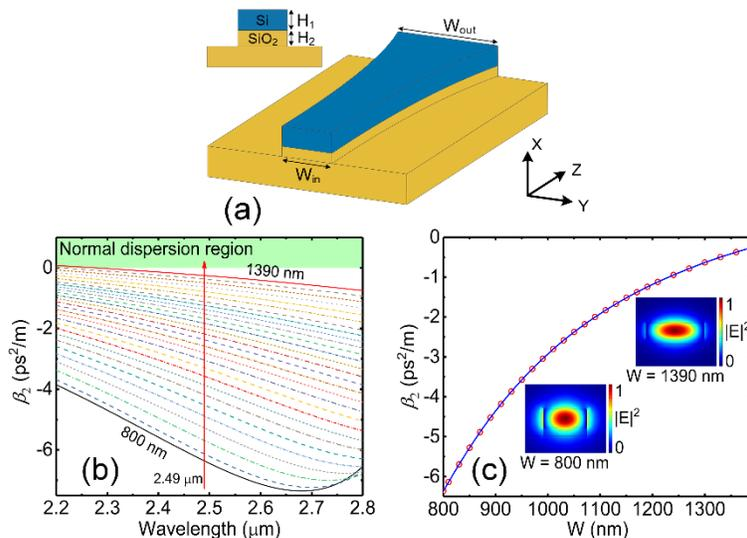 Si
H₁
SiO₂
H₂
W_out
W_in
X
Z
Y
(a)
Normal dispersion region
1390 nm
800 nm
2.49 μm
0
-2
-4
-6
β₂ (ps²/m)
2.2 2.3 2.4 2.5 2.6 2.7 2.8
Wavelength (μm)
(b)
0
-1
-2
-3
-4
-5
-6
β₂ (ps²/m)
1
|E|²
0
W = 1390 nm
1
|E|²
0
W = 800 nm
(c)
800 900 1000 1100 1200 1300
W (nm)